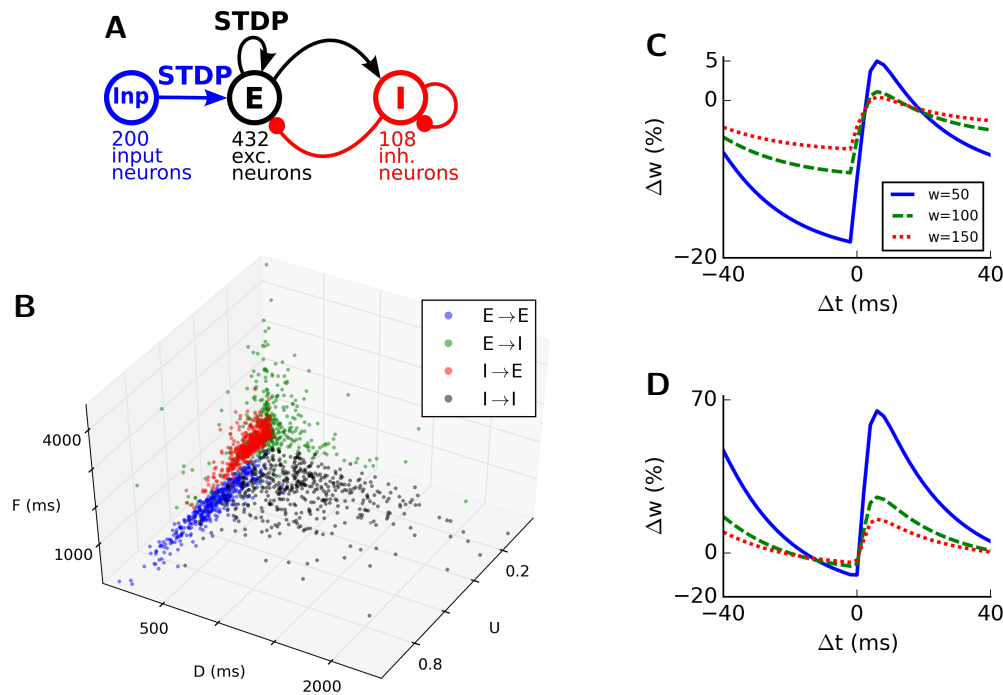 A
STDP
STDP
Inp
E
I
200
input
neurons
432
exc.
neurons
108
inh.
neurons
B
E→E
E→I
I→E
I→I
4000
F (ms)
1000
500
D (ms)
2000
0.8
U
0.2
C
5
0
−20
Δw (%)
w=50
w=100
w=150
−40
0
40
Δt (ms)
D
70
0
−20
Δw (%)
−40
0
40
Δt (ms)